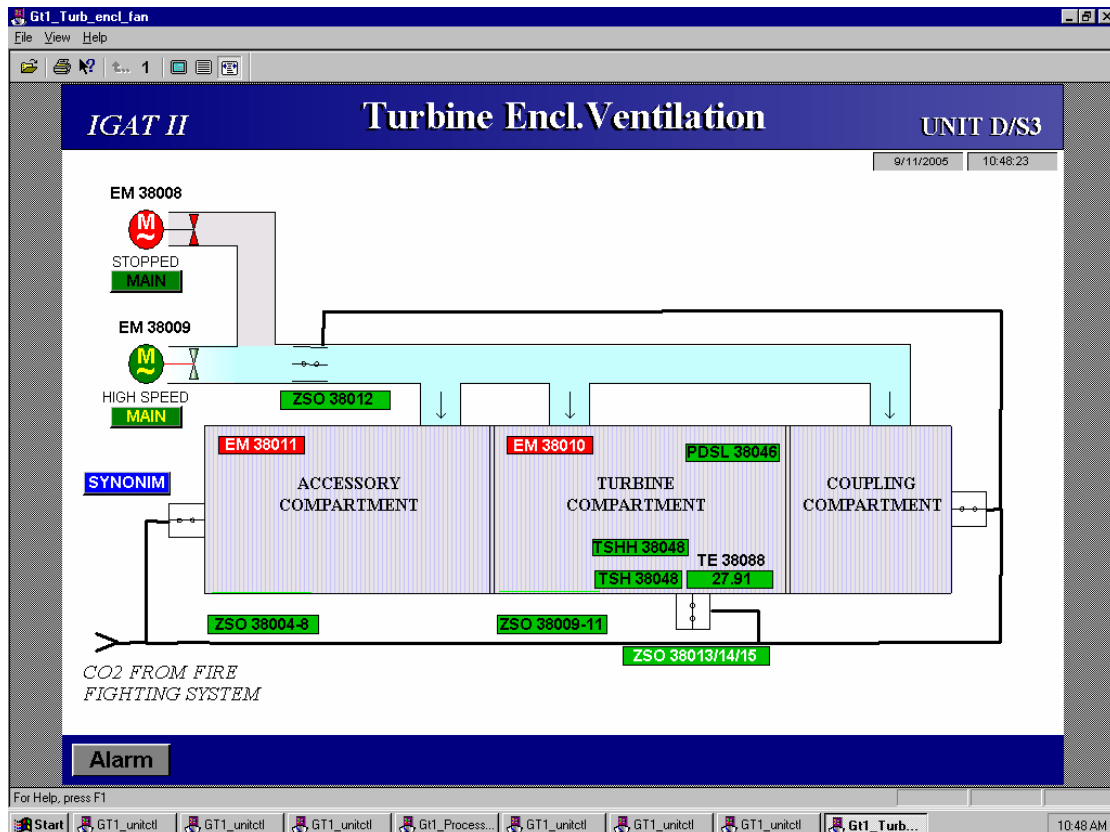 Gt1_Turb_encl_fan
File View Help
1
IGAT II
Turbine Encl.Ventilation
UNIT D/S3
9/11/2005
10:48:23
EM 38008
M
~
STOPPED
MAIN
EM 38009
M
~
HIGH SPEED
MAIN
ZSO 38012
EM 38011
EM 38010
PDSL 38046
SYNONIM
ACCESSORY
COMPARTMENT
TURBINE
COMPARTMENT
COUPLING
COMPARTMENT
TSHH 38048
TE 38088
TSH 38048
27.91
ZSO 38004-8
ZSO 38009-11
ZSO 38013/14/15
CO2 FROM FIRE
FIGHTING SYSTEM
Alarm
For Help, press F1
Start
GT1_unitctl
GT1_unitctl
GT1_unitctl
Gt1_Process...
GT1_unitctl
GT1_unitctl
GT1_unitctl
Gt1_Turb...
10:48 AM